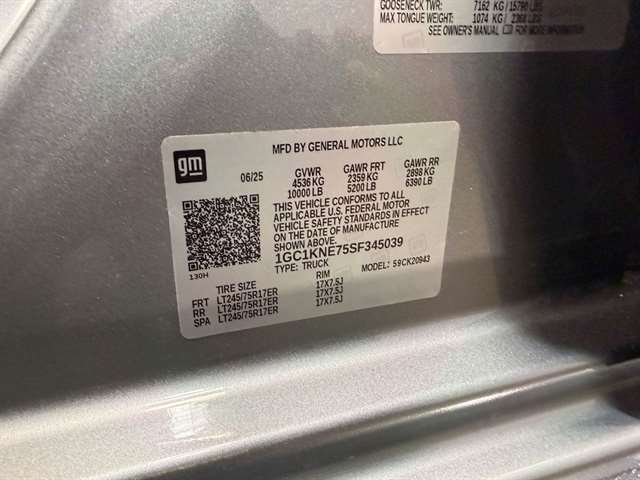 GOOSENECK TWR: 7162 KG/15790 LBS
MAX TONGUE WEIGHT: 1074 KG / 2368 LBS
SEE OWNER'S MANUAL FOR MORE INFORMATION
gm
MFD BY GENERAL MOTORS LLC
06/25 GVWR GAWR FRT GAWR RR
4536 KG 2359 KG 2898 KG
10000 LB 5200 LB 6390 LB
THIS VEHICLE CONFORMS TO ALL
APPLICABLE U.S. FEDERAL MOTOR
VEHICLE SAFETY STANDARDS IN EFFECT
ON THE DATE OF MANUFACTURE
SHOWN ABOVE.
1GC1KNE75SF345039
TYPE: TRUCK MODEL: 59CK20943
130H
TIRE SIZE RIM
FRT LT245/75R17ER 17X7.5J
RR LT245/75R17ER 17X7.5J
SPA LT245/75R17ER 17X7.5J